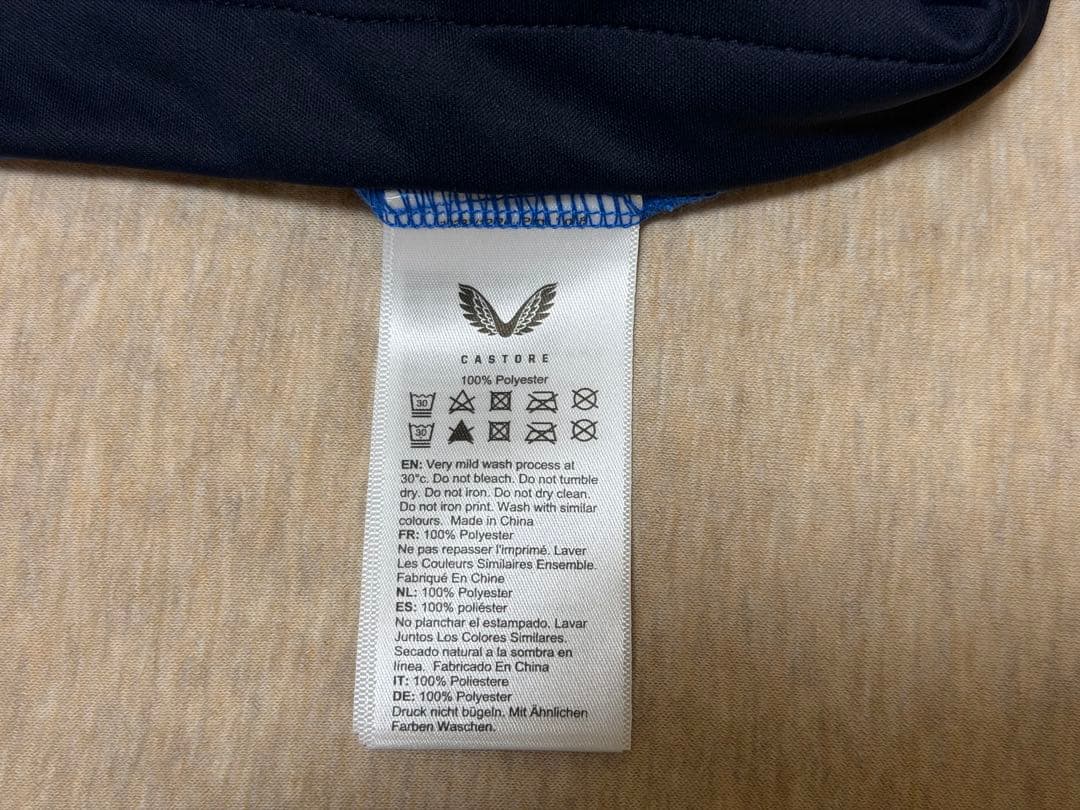 CASTORE
100% Polyester
30
30
EN: Very mild wash process at
30°c. Do not bleach. Do not tumble
dry. Do not iron. Do not dry clean.
Do not iron print. Wash with similar
colours. Made in China
FR: 100% Polyester
Ne pas repasser l'imprimé. Laver
Les Couleurs Similaires Ensemble.
Fabriqué En Chine
NL: 100% Polyester
ES: 100% poliéster
No planchar el estampado. Lavar
Juntos Los Colores Similares.
Secado natural a la sombra en
línea. Fabricado En China
IT: 100% Poliestere
DE: 100% Polyester
Druck nicht bügeln. Mit Ähnlichen
Farben Waschen.